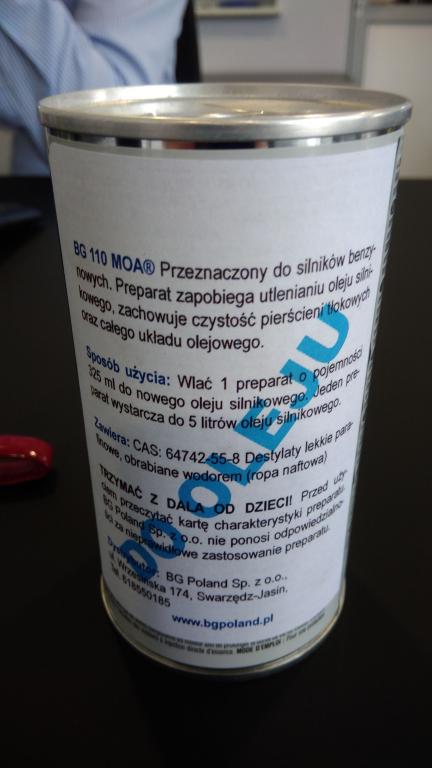 BG 110 MOA® Przeznaczony do silników benzy-
nowych. Preparat zapobiega utlenianiu oleju silni-
kowego, zachowuje czystość pierścieni tłokowych
oraz całego układu olejowego.
Sposób użycia: Wlać 1 preparat o pojemności
325 ml do nowego oleju silnikowego. Jeden pre-
parat wystarcza do 5 litrów oleju silnikowego.
Zawiera: CAS: 64742-55-8 Destylaty lekkie para-
finowe, obrabiane wodorem (ropa naftowa)
TRZYMAĆ Z DALA OD DZIECI! Przed uży-
ciem przeczytać kartę charakterystyki preparatu.
BG Poland Sp. z o.o. nie ponosi odpowiedzialno-
ści za nieprawidłowe zastosowanie preparatu.
Dystrybutor: BG Poland Sp. z o.o.,
ul. Wrzesińska 174, Swarzędz-Jasin,
Tel. 618550185
www.bgpoland.pl
DO OLEJU
MODE D'EMPLOI